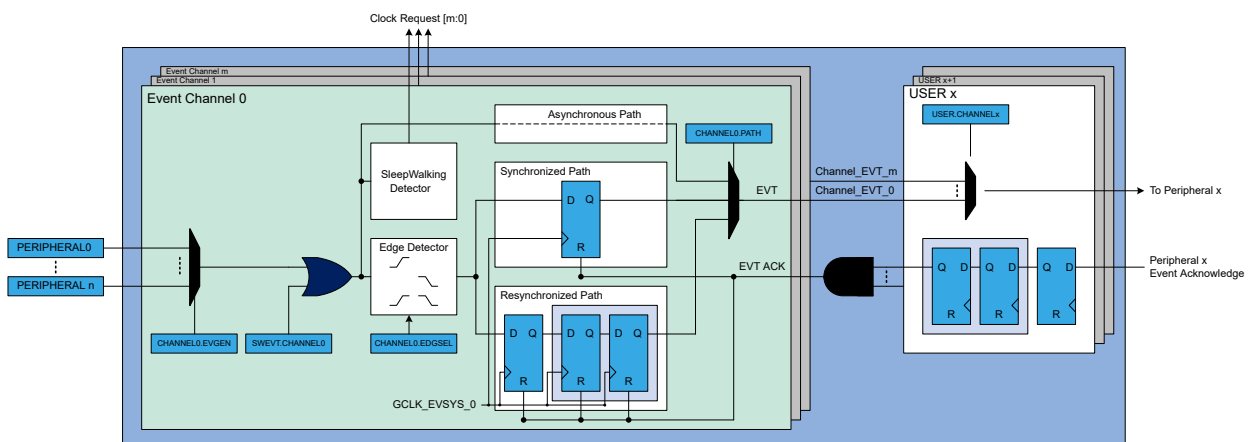 Clock Request [m:0]
Event Channel m
Event Channel 1
Event Channel 0
USER x+1
USER x
Asynchronous Path
CHANNEL0.PATH
USER.CHANNELx
SleepWalking
Detector
Synchronized Path
D Q
R
EVT
Channel_EVT_m
Channel_EVT_0
To Peripheral x
PERIPHERAL0
PERIPHERAL n
Edge Detector
EVT ACK
Q D
R
Q D
R
Q D
R
Peripheral x
Event Acknowledge
Resynchronized Path
D Q
R
D Q
R
D Q
R
CHANNEL0.EVGEN
SWEVT.CHANNEL0
CHANNEL0.EDGSEL
GCLK_EVSYS_0